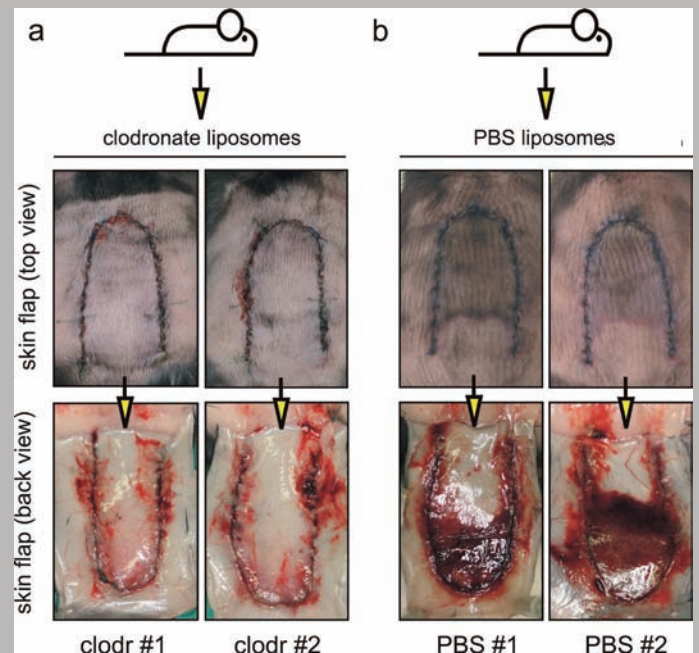 a
b
clodronate liposomes
PBS liposomes
skin flap (top view)
skin flap (back view)
clodr #1
clodr #2
PBS #1
PBS #2